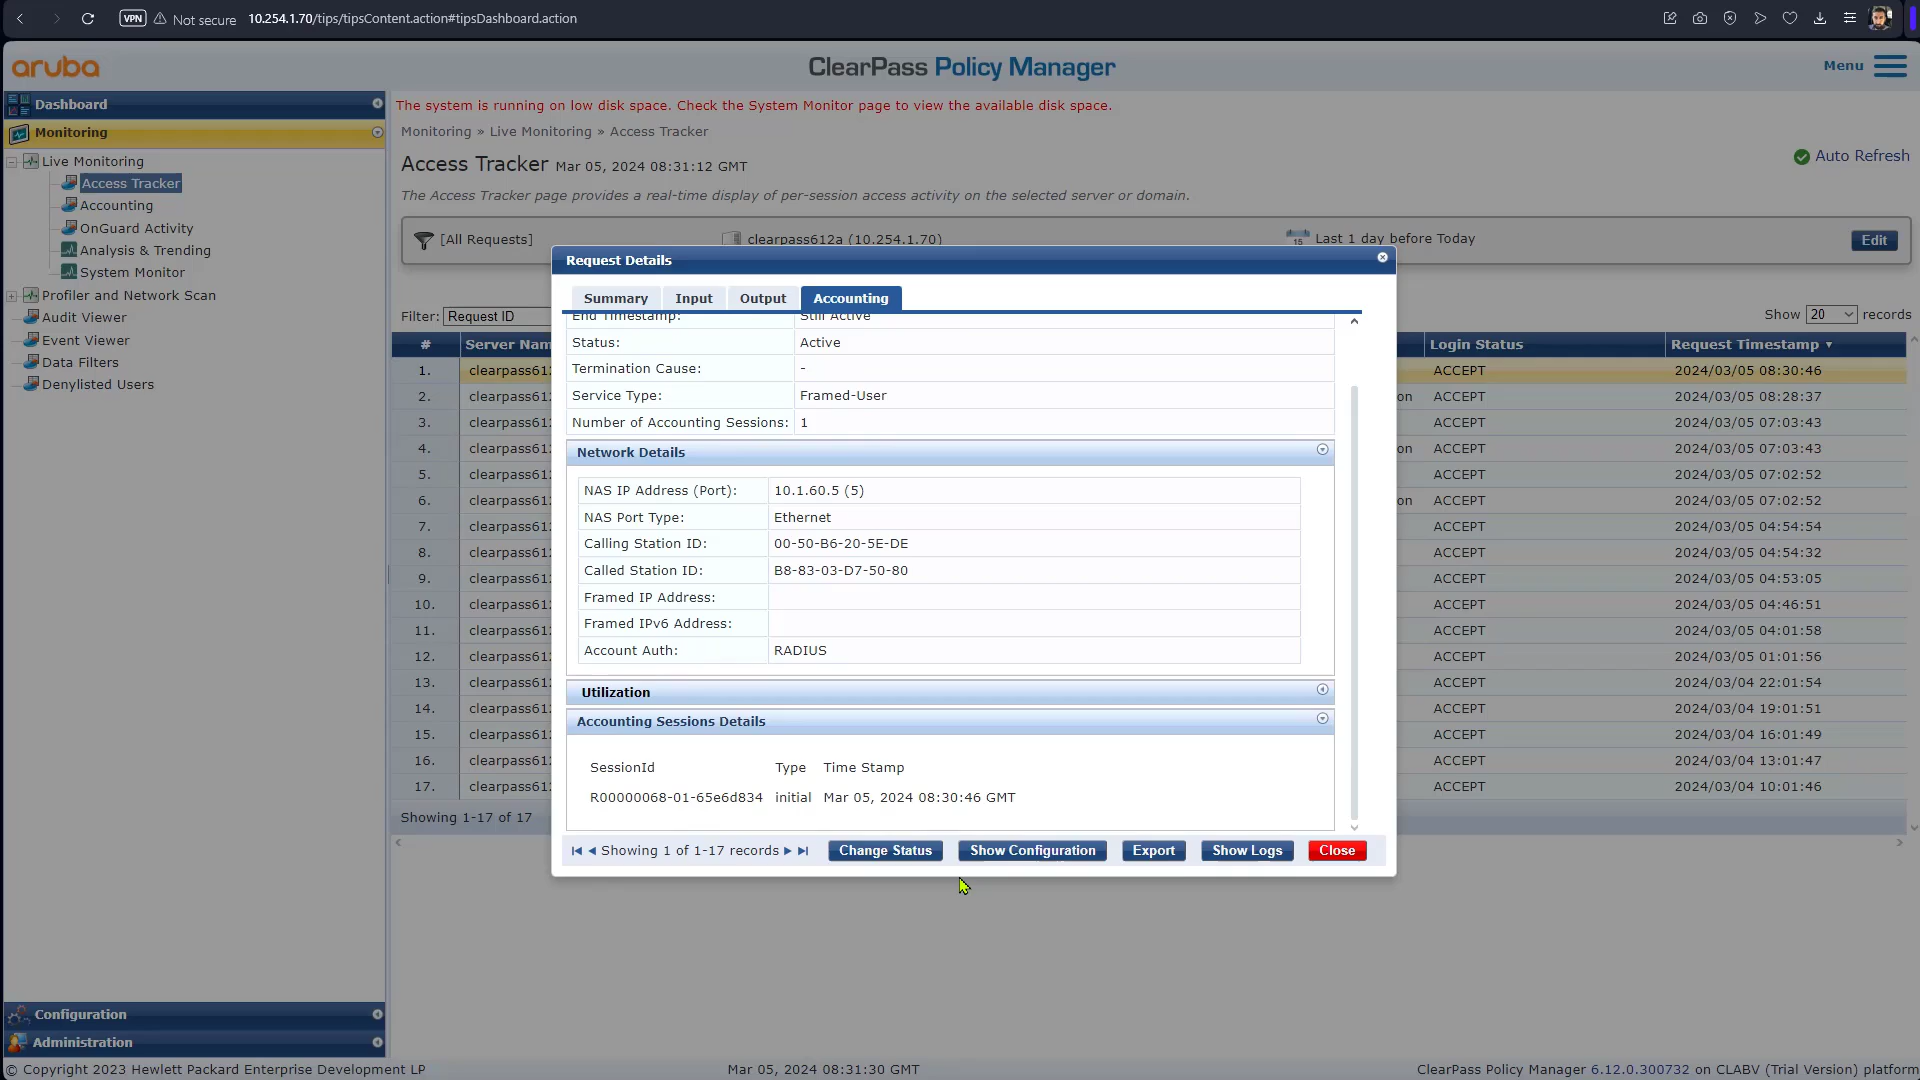 VPN Not secure 10.254.1.70/tips/tipsContent.action#tipsDashboard.action
aruba
ClearPass Policy Manager
Menu
Dashboard
Monitoring
Live Monitoring
Access Tracker
Accounting
OnGuard Activity
Analysis & Trending
System Monitor
Profiler and Network Scan
Audit Viewer
Event Viewer
Data Filters
Denylisted Users
Configuration
Administration
The system is running on low disk space. Check the System Monitor page to view the available disk space.
Monitoring » Live Monitoring » Access Tracker
Access Tracker Mar 05, 2024 08:31:12 GMT
Auto Refresh
The Access Tracker page provides a real-time display of per-session access activity on the selected server or domain.
[All Requests] clearpass612a (10.254.1.70) 15 Last 1 day before Today Edit
Filter: Request ID
Show 20 records
# Server Nam Login Status Request Timestamp ▼
1. clearpass61 ACCEPT 2024/03/05 08:30:46
2. clearpass61 on ACCEPT 2024/03/05 08:28:37
3. clearpass61 ACCEPT 2024/03/05 07:03:43
4. clearpass61 on ACCEPT 2024/03/05 07:03:43
5. clearpass61 ACCEPT 2024/03/05 07:02:52
6. clearpass61 on ACCEPT 2024/03/05 07:02:52
7. clearpass61 ACCEPT 2024/03/05 04:54:54
8. clearpass61 ACCEPT 2024/03/05 04:54:32
9. clearpass61 ACCEPT 2024/03/05 04:53:05
10. clearpass61 ACCEPT 2024/03/05 04:46:51
11. clearpass61 ACCEPT 2024/03/05 04:01:58
12. clearpass61 ACCEPT 2024/03/05 01:01:56
13. clearpass61 ACCEPT 2024/03/04 22:01:54
14. clearpass61 ACCEPT 2024/03/04 19:01:51
15. clearpass61 ACCEPT 2024/03/04 16:01:49
16. clearpass61 ACCEPT 2024/03/04 13:01:47
17. clearpass61 ACCEPT 2024/03/04 10:01:46
Showing 1-17 of 17
Request Details
Summary Input Output Accounting
End Timestamp: Still Active
Status: Active
Termination Cause: -
Service Type: Framed-User
Number of Accounting Sessions: 1
Network Details
NAS IP Address (Port): 10.1.60.5 (5)
NAS Port Type: Ethernet
Calling Station ID: 00-50-B6-20-5E-DE
Called Station ID: B8-83-03-D7-50-80
Framed IP Address:
Framed IPv6 Address:
Account Auth: RADIUS
Utilization
Accounting Sessions Details
SessionId Type Time Stamp
R00000068-01-65e6d834 initial Mar 05, 2024 08:30:46 GMT
Showing 1 of 1-17 records Change Status Show Configuration Export Show Logs Close
© Copyright 2023 Hewlett Packard Enterprise Development LP Mar 05, 2024 08:31:30 GMT ClearPass Policy Manager 6.12.0.300732 on CLABV (Trial Version) platform